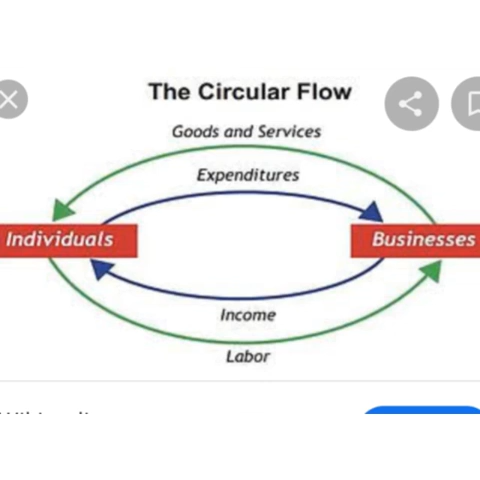 The Circular Flow
Goods and Services
Expenditures
Individuals
Businesses
Income
Labor